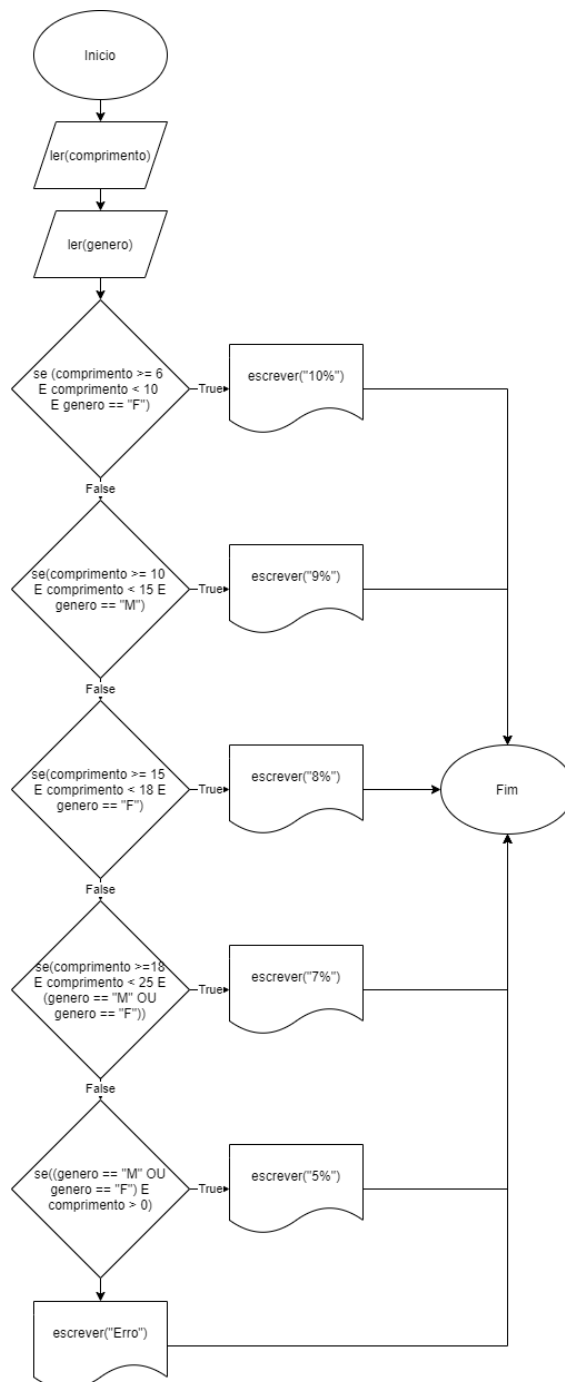 Inicio
ler(comprimento)
ler(genero)
se (comprimento >= 6
E comprimento < 10
E genero == "F")
True
escrever("10%")
False
se(comprimento >= 10
E comprimento < 15 E
genero == "M")
True
escrever("9%")
False
se(comprimento >= 15
E comprimento < 18 E
genero == "F")
True
escrever("8%")
Fim
False
se(comprimento >=18
E comprimento < 25 E
(genero == "M" OU
genero == "F"))
True
escrever("7%")
False
se((genero == "M" OU
genero == "F") E
comprimento > 0)
True
escrever("5%")
escrever("Erro")